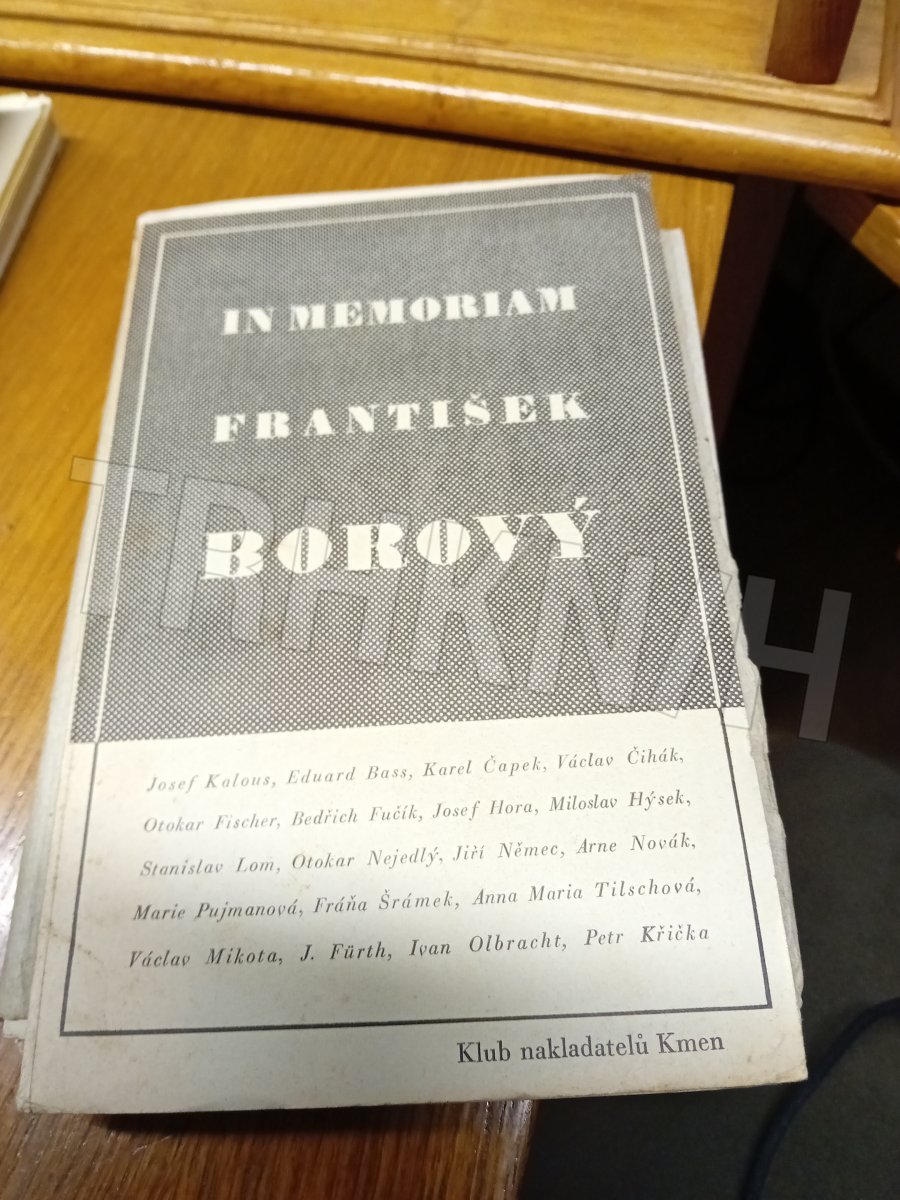 IN MEMORIAM
FRANTIŠEK
BOROVÝ
TRHKNIH
Josef Kalous, Eduard Bass, Karel Čapek, Václav Čihák,
Otokar Fischer, Bedřich Fučík, Josef Hora, Miloslav Hýsek,
Stanislav Lom, Otokar Nejedlý, Jiří Němec, Arne Novák,
Marie Pujmanová, Fráňa Šrámek, Anna Maria Tilschová,
Václav Mikota, J. Fürth, Ivan Olbracht, Petr Křička
Klub nakladatelů Kmen